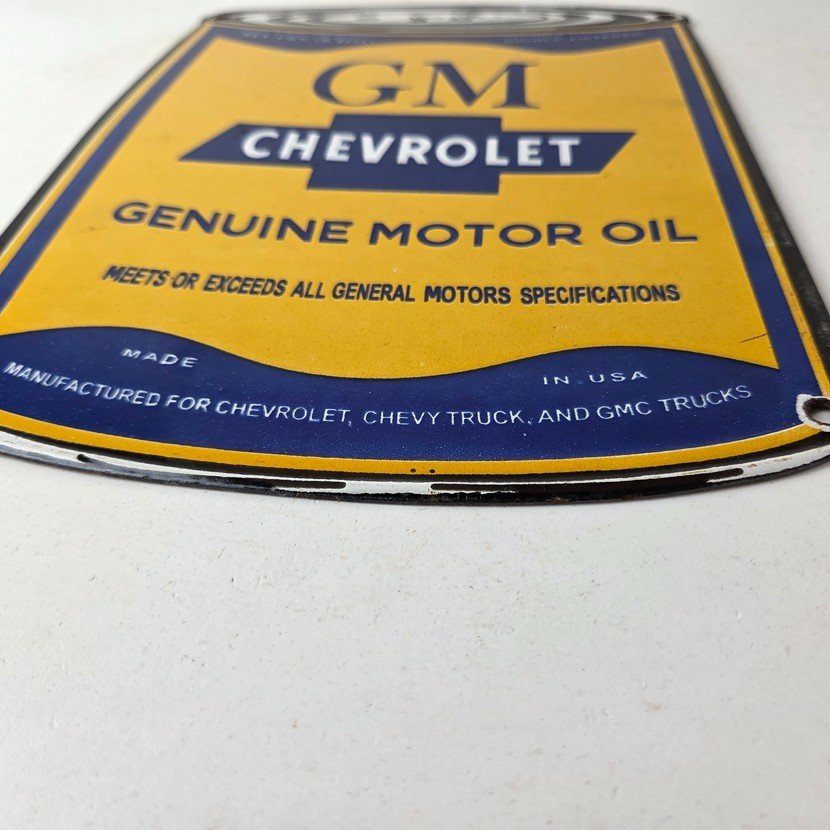 GM
CHEVROLET
GENUINE MOTOR OIL
MEETS OR EXCEEDS ALL GENERAL MOTORS SPECIFICATIONS
MADE IN USA
MANUFACTURED FOR CHEVROLET, CHEVY TRUCK, AND GMC TRUCKS